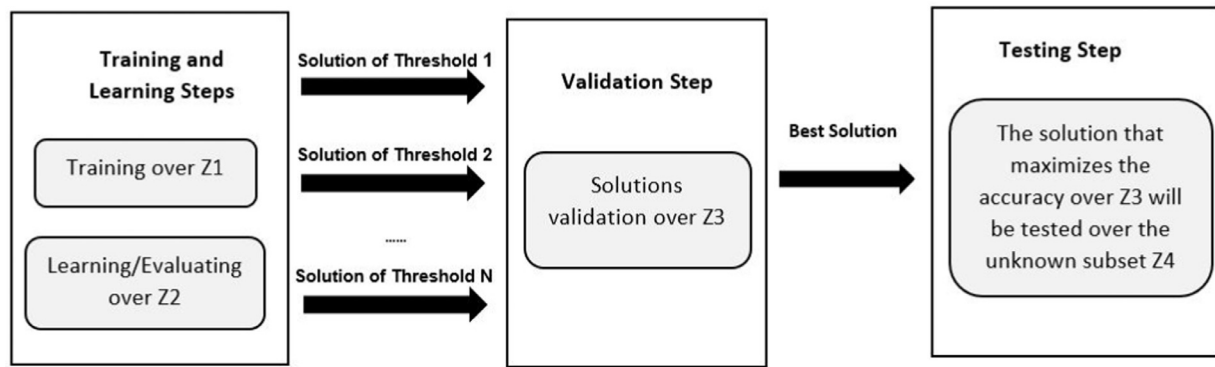 Training and
Learning Steps
Training over Z1
Learning/Evaluating
over Z2
Solution of Threshold 1
Solution of Threshold 2
......
Solution of Threshold N
Validation Step
Solutions
validation over Z3
Best Solution
Testing Step
The solution that
maximizes the
accuracy over Z3 will
be tested over the
unknown subset Z4